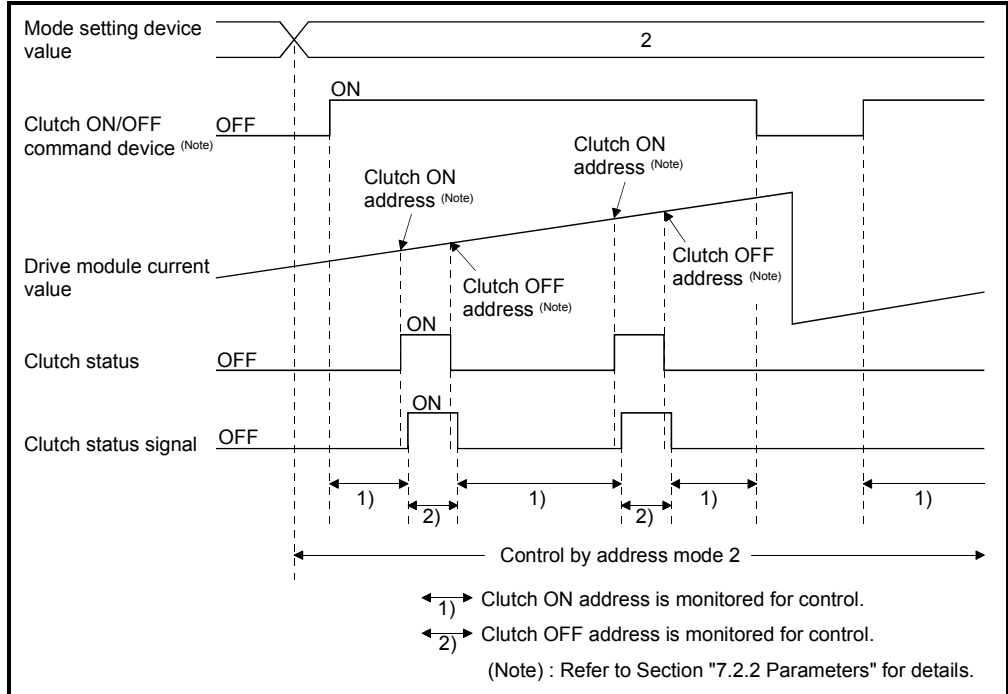 Mode setting device
value
2
ON
Clutch ON/OFF
command device (Note)
OFF
Clutch ON
address (Note)
Clutch ON
address (Note)
Drive module current
value
Clutch OFF
address (Note)
Clutch OFF
address (Note)
ON
Clutch status
OFF
ON
Clutch status signal
OFF
1)
2)
1)
2)
1)
1)
Control by address mode 2
1) Clutch ON address is monitored for control.
2) Clutch OFF address is monitored for control.
(Note) : Refer to Section "7.2.2 Parameters" for details.